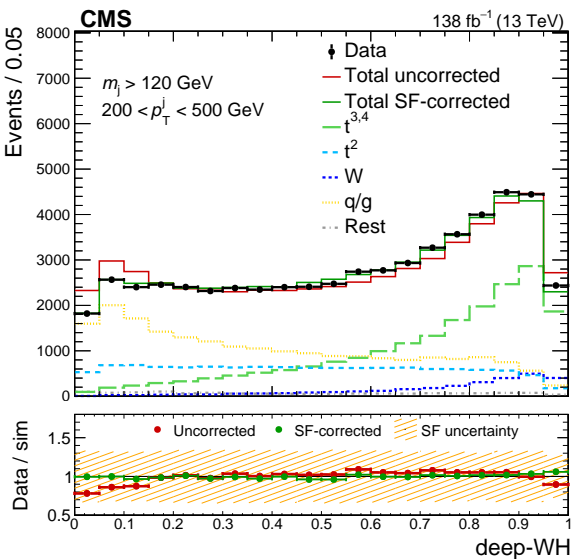 CMS
138 fb⁻¹ (13 TeV)
Events / 0.05
8000
7000
6000
5000
4000
3000
2000
1000
0
m_j > 120 GeV
200 < p_T^j < 500 GeV
Data
Total uncorrected
Total SF-corrected
t^3,4
t^2
W
q/g
Rest
Data / sim
1.5
1
0.5
Uncorrected
SF-corrected
SF uncertainty
0 0.1 0.2 0.3 0.4 0.5 0.6 0.7 0.8 0.9 1
deep-WH